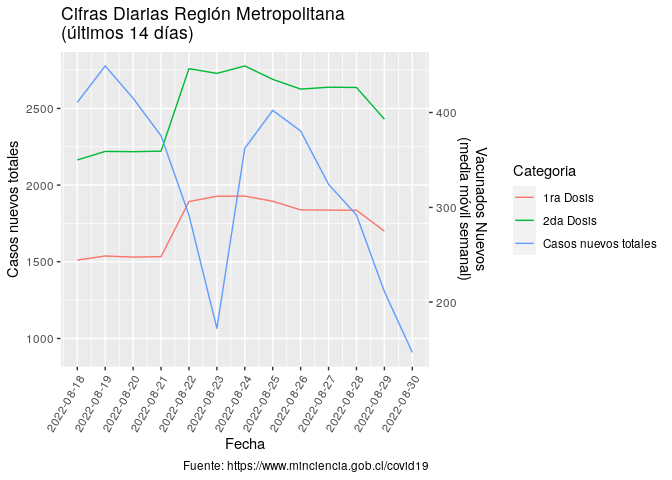 Cifras Diarias Región Metropolitana
(últimos 14 días)
Casos nuevos totales
2500
2000
1500
1000
400
300
200
Vacunados Nuevos
(media móvil semanal)
2022-08-18
2022-08-19
2022-08-20
2022-08-21
2022-08-22
2022-08-23
2022-08-24
2022-08-25
2022-08-26
2022-08-27
2022-08-28
2022-08-29
2022-08-30
Fecha
Categoria
1ra Dosis
2da Dosis
Casos nuevos totales
Fuente: https://www.minciencia.gob.cl/covid19